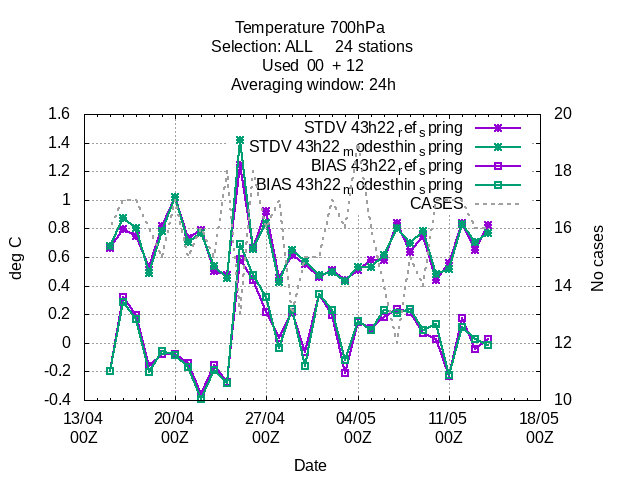 Temperature 700hPa
Selection: ALL 24 stations
Used 00 + 12
Averaging window: 24h
1.6
1.4
1.2
1
0.8
0.6
0.4
0.2
0
-0.2
-0.4
deg C
20
18
16
14
12
10
No cases
STDV 43h22_ref_spring
STDV 43h22_modesthin_spring
BIAS 43h22_ref_spring
BIAS 43h22_modesthin_spring
CASES
13/04 20/04 27/04 04/05 11/05 18/05
00Z 00Z 00Z 00Z 00Z 00Z
Date